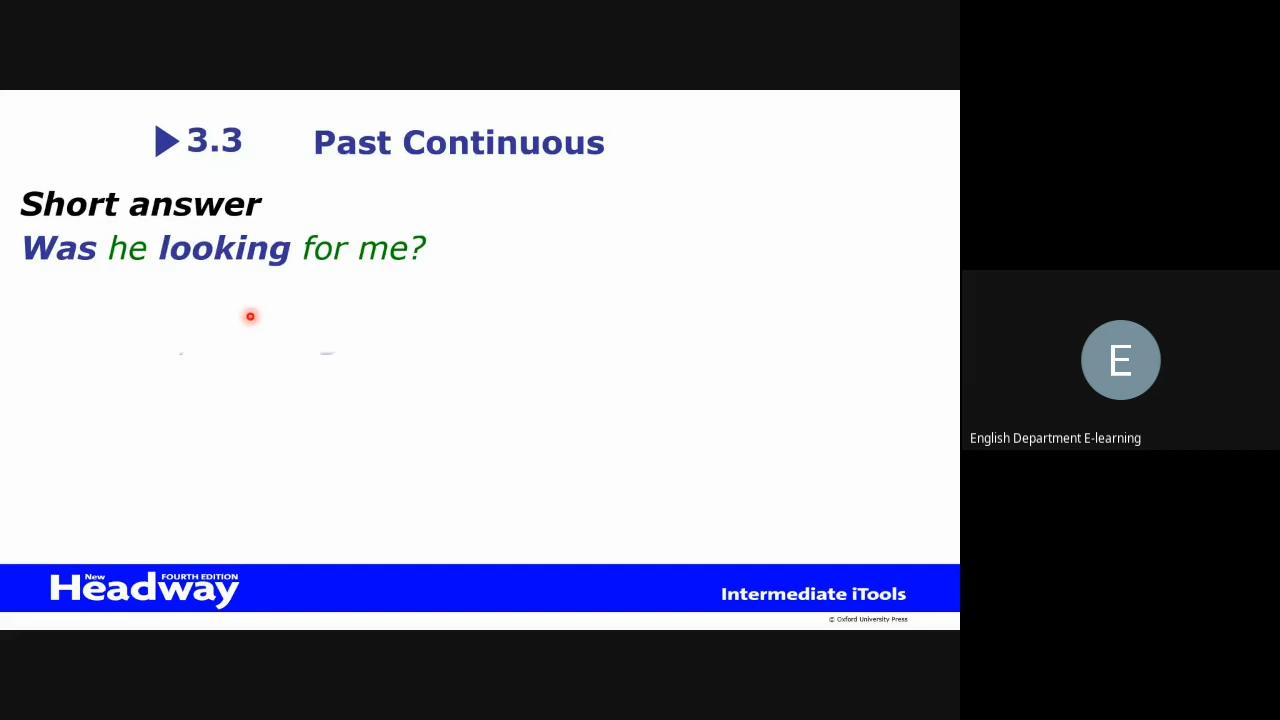 3.3 Past Continuous
Short answer
Was he looking for me?
E
English Department E-learning
New Headway FOURTH EDITION
Intermediate iTools
© Oxford University Press